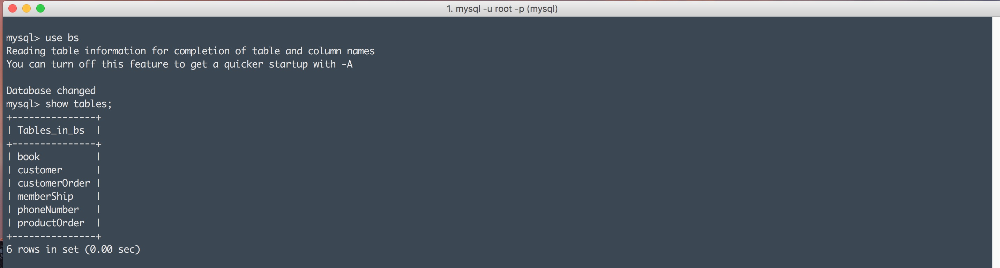 1. mysql -u root -p (mysql)
mysql> use bs
Reading table information for completion of table and column names
You can turn off this feature to get a quicker startup with -A
Database changed
mysql> show tables;
+---------------+
| Tables_in_bs  |
+---------------+
| book          |
| customer      |
| customerOrder |
| memberShip    |
| phoneNumber   |
| productOrder  |
+---------------+
6 rows in set (0.00 sec)